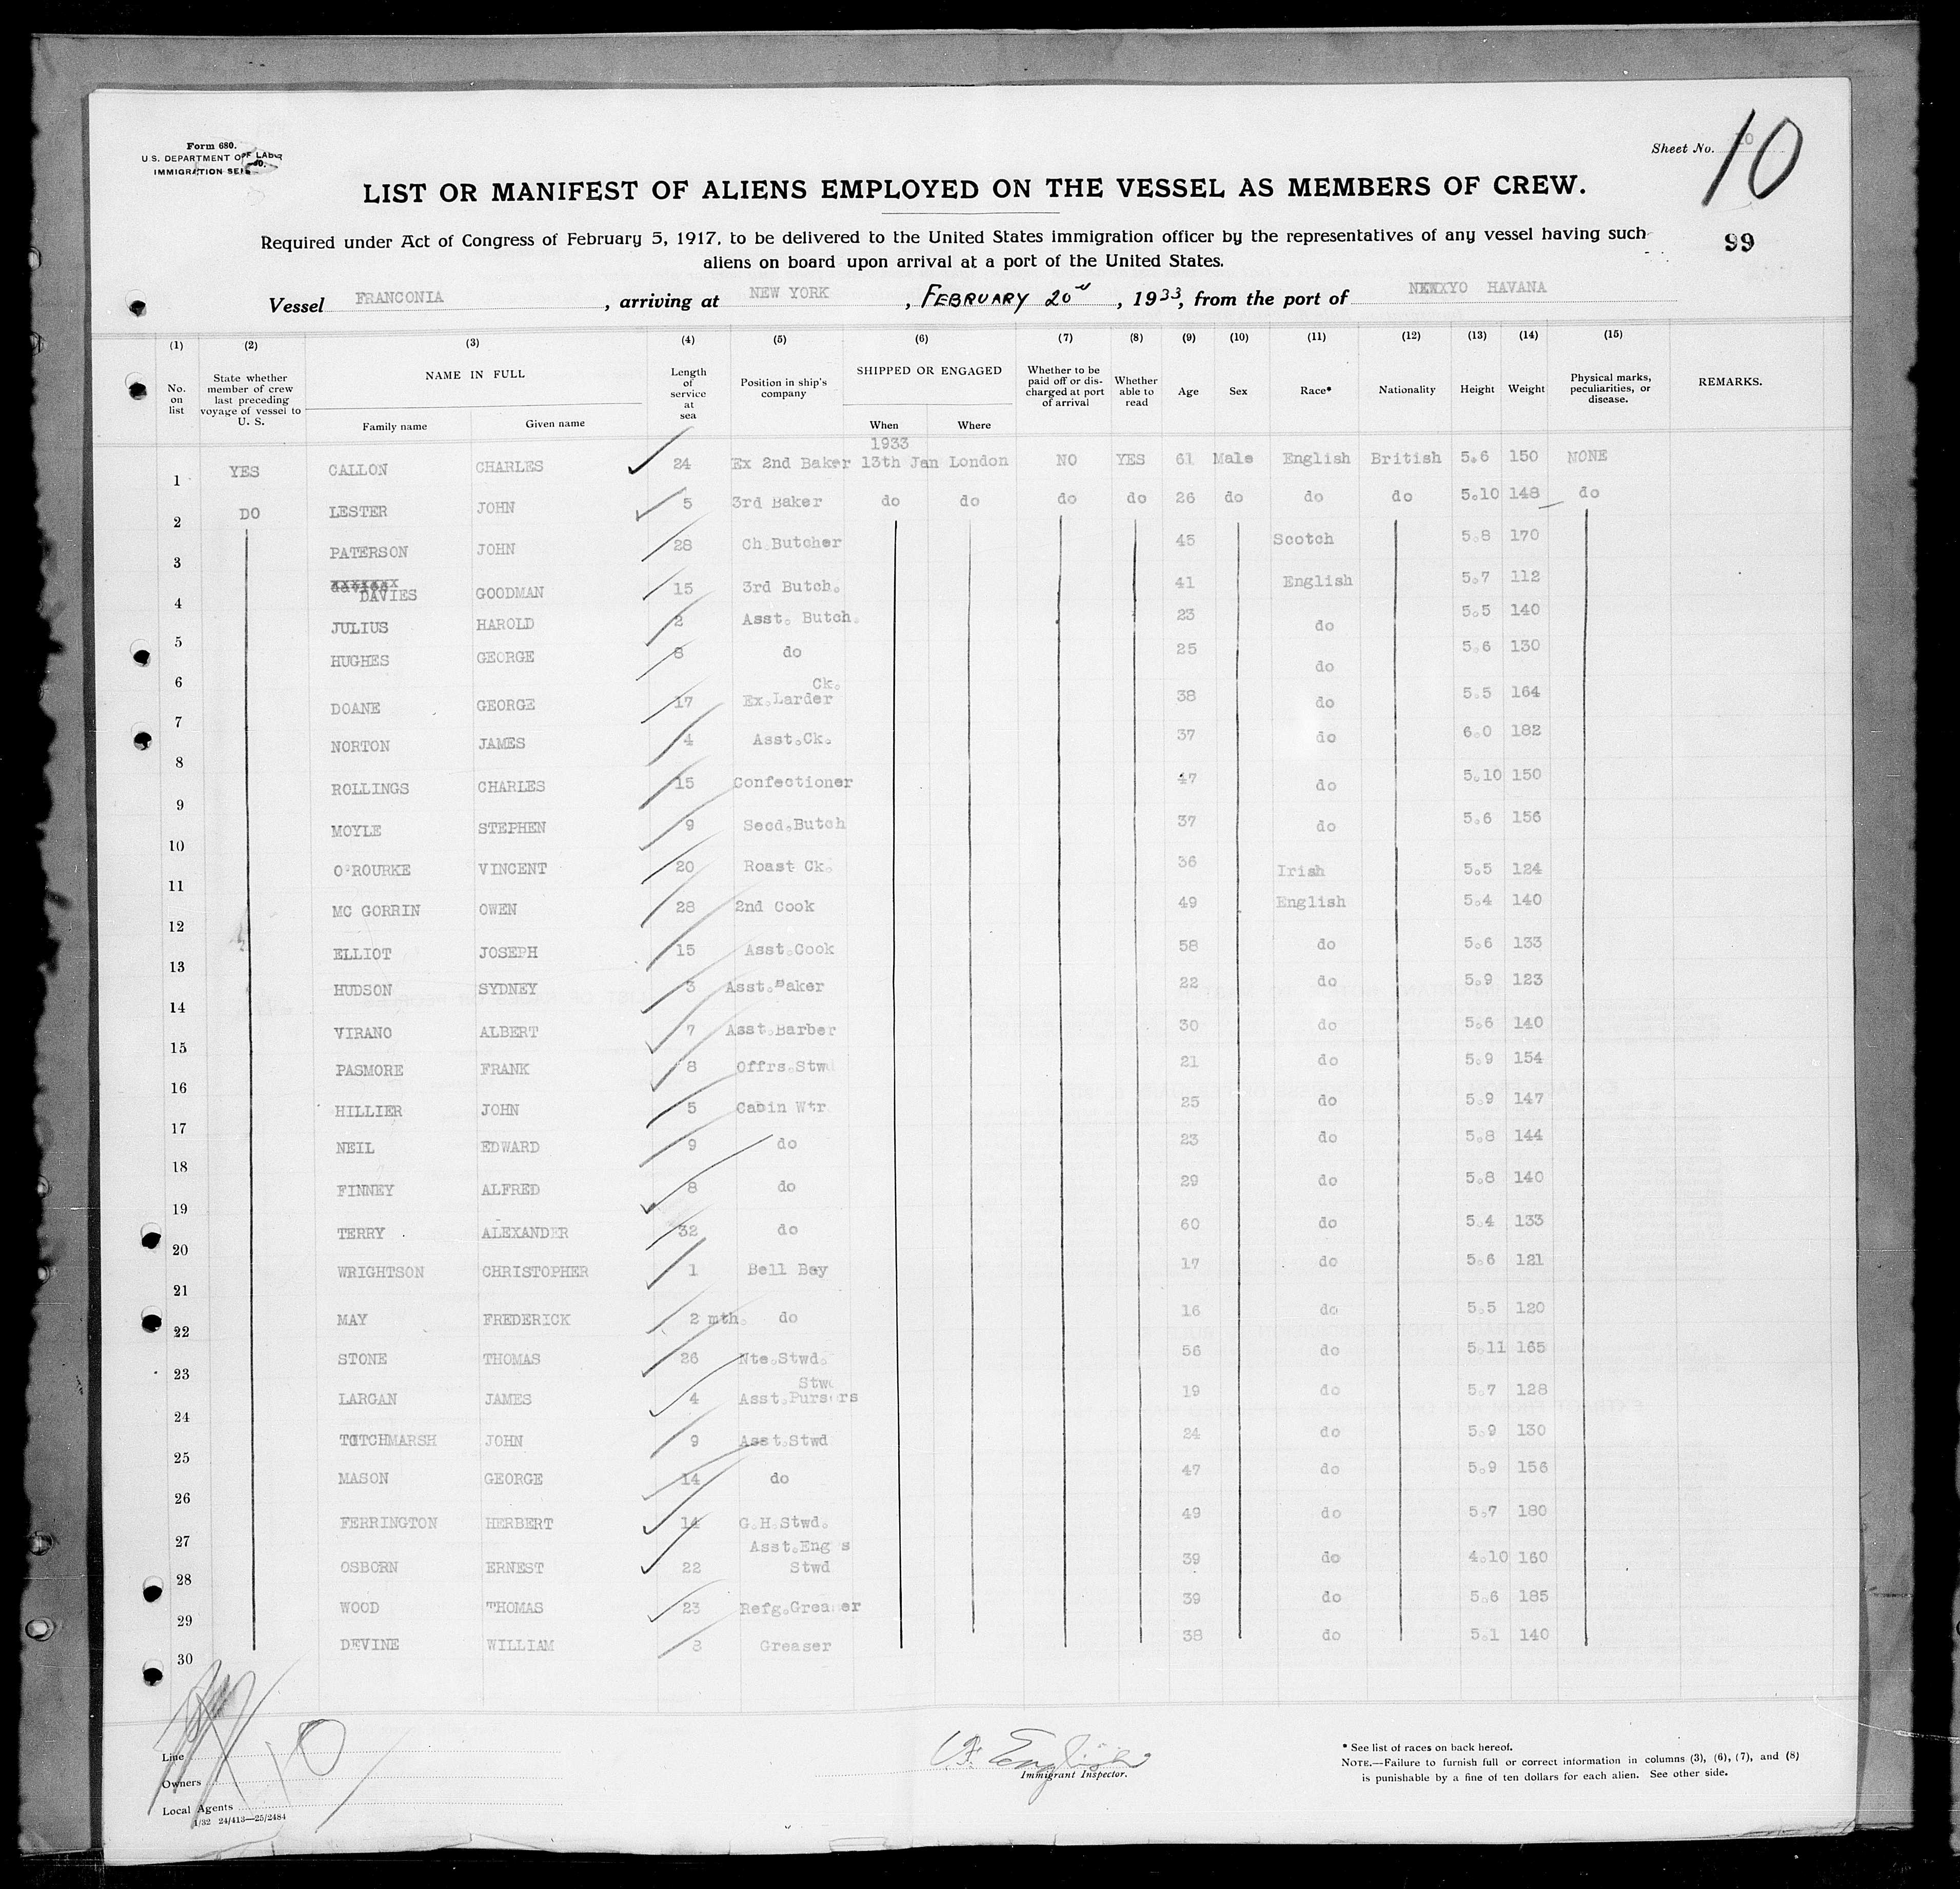 Form 680.
U.S. DEPARTMENT OF LABOR
IMMIGRATION
Sheet No. 10
10
LIST OR MANIFEST OF ALIENS EMPLOYED ON THE VESSEL AS MEMBERS OF CREW.
Required under Act of Congress of February 5, 1917, to be delivered to the United States immigration officer by the representatives of any vessel having such
99
aliens on board upon arrival at a port of the United States.
Vessel FRANCONIA, arriving at NEW YORK, FEBRUARY 20, 1933, from the port of HAVANA
(1) (2) (3) (4) (5) (6) (7) (8) (9) (10) (11) (12) (13) (14) (15)
No. on list
State whether member of crew last preceding voyage of vessel to U. S.
NAME IN FULL
Family name
Given name
Length of service at sea
Position in ship's company
SHIPPED OR ENGAGED
When
Where
Whether to be paid off or discharged at port of arrival
Whether able to read
Age
Sex
Race*
Nationality
Height
Weight
Physical marks, peculiarities, or disease.
REMARKS.
1933
1 YES CALLON CHARLES 24 Ex 2nd Baker 13th Jan London NO YES 61 Male English British 5.6 150 NONE
2 DO LESTER JOHN 5 3rd Baker do do do do 26 do do do 5.10 148 do
3 PATERSON JOHN 28 Ch.Butcher 45 Scotch 5.8 170
4 DAVIES GOODMAN 15 3rd Butch. 41 English 5.7 112
5 JULIUS HAROLD 2 Asst. Butch. 23 do 5.5 140
6 HUGHES GEORGE 8 do 25 do 5.6 130
7 DOANE GEORGE 17 Ex.Larder Ck. 38 do 5.5 164
8 NORTON JAMES 4 Asst.Ck. 37 do 6.0 182
9 ROLLINGS CHARLES 15 Confectioner 47 do 5.10 150
10 MOYLE STEPHEN 9 Secd.Butch 37 do 5.6 156
11 O'ROURKE VINCENT 20 Roast Ck. 36 Irish 5.5 124
12 MC GORRIN OWEN 28 2nd Cook 49 English 5.4 140
13 ELLIOT JOSEPH 15 Asst.Cook 58 do 5.6 133
14 HUDSON SYDNEY 3 Asst.Baker 22 do 5.9 123
15 VIRANO ALBERT 7 Asst.Barber 30 do 5.6 140
16 PASMORE FRANK 8 Offrs.Stwd 21 do 5.9 154
17 HILLIER JOHN 5 Cabin Wtr 25 do 5.9 147
18 NEIL EDWARD 9 do 23 do 5.8 144
19 FINNEY ALFRED 8 do 29 do 5.8 140
20 TERRY ALEXANDER 32 do 60 do 5.4 133
21 WRIGHTSON CHRISTOPHER 1 Bell Boy 17 do 5.6 121
22 MAY FREDERICK 2 mth. do 16 do 5.5 120
23 STONE THOMAS 26 Nte.Stwd. 56 do 5.11 165
24 LARGAN JAMES 4 Asst.Pursers Stwd 19 do 5.7 128
25 JOHN 9 Asst.Stwd 24 do 5.9 130
26 MASON GEORGE 14 do 47 do 5.9 156
27 FERRINGTON HERBERT 14 G.H.Stwd. 49 do 5.7 180
28 OSBORN ERNEST 22 Asst.Eng s Stwd 39 do 4.10 160
29 WOOD THOMAS 23 Refg.Greaser 39 do 5.6 185
30 DEVINE WILLIAM Greaser 38 do 5.1 140
Line
Owners
Local Agents
1/32 24/413—25/2484
10
English
Immigrant Inspector.
* See list of races on back hereof.
NOTE.—Failure to furnish full or correct information in columns (3), (6), (7), and (8)
is punishable by a fine of ten dollars for each alien. See other side.